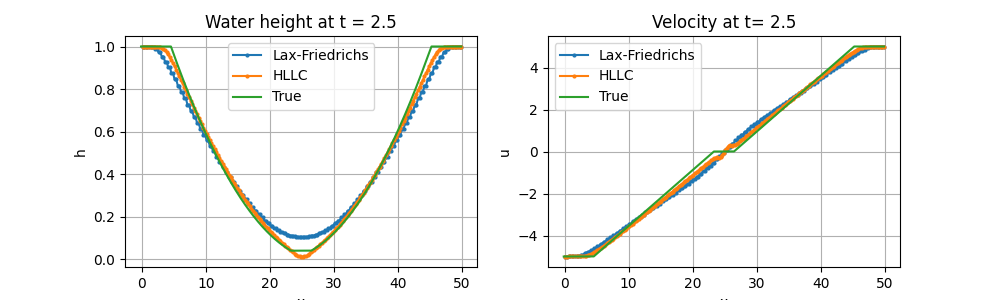 Water height at t = 2.5
1.0
0.8
0.6
0.4
0.2
0.0
h
Lax-Friedrichs
HLLC
True
0
10
20
30
40
50
Velocity at t= 2.5
4
2
0
−2
−4
u
Lax-Friedrichs
HLLC
True
0
10
20
30
40
50